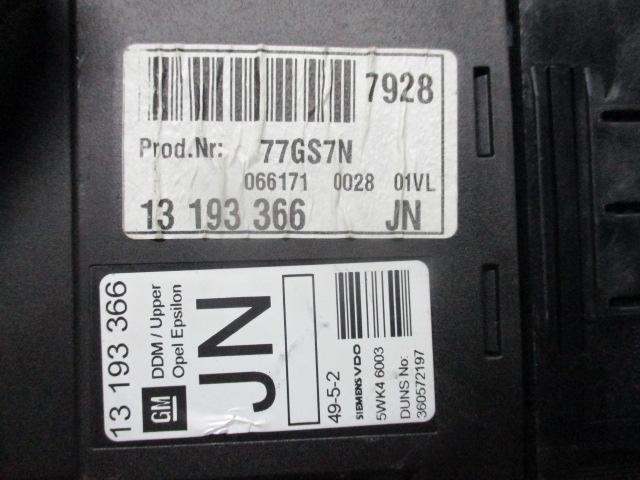 7928
Prod.Nr: 77GS7N
066171 0028 01VL
13 193 366 JN
13 193 366
GM
DDM / Upper
Opel Epsilon
JN
49-5-2
SIEMENS VDO
5WK4 6003
DUNS No:
360572197